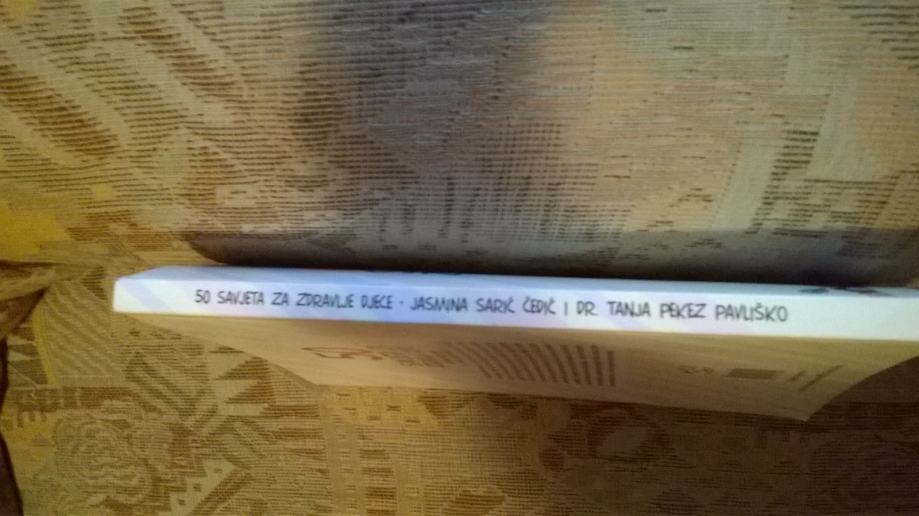 50 SAVJETA ZA ZDRAVLJE DJECE · JASMINA SARIĆ ČEDIĆ I DR. TANJA PEKEZ PAVLIŠKO